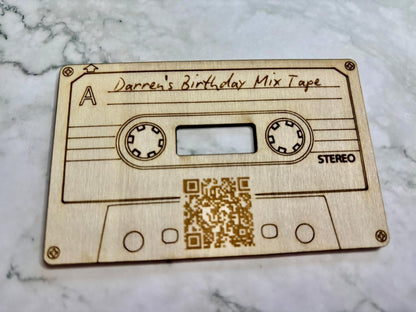 Darren's Birthday Mix Tape
A
STEREO